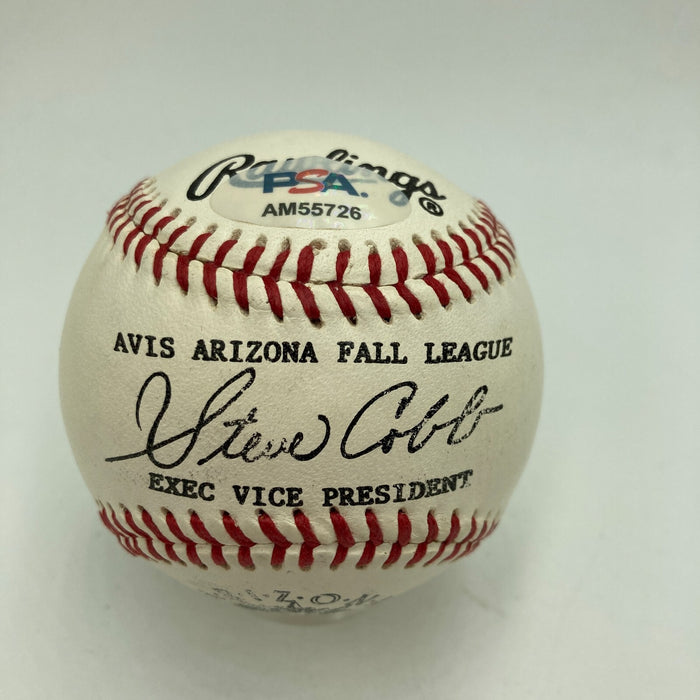 Rawlings ®
PSA.
AM55726
AVIS ARIZONA FALL LEAGUE
Steve Cobb
EXEC VICE PRESIDENT